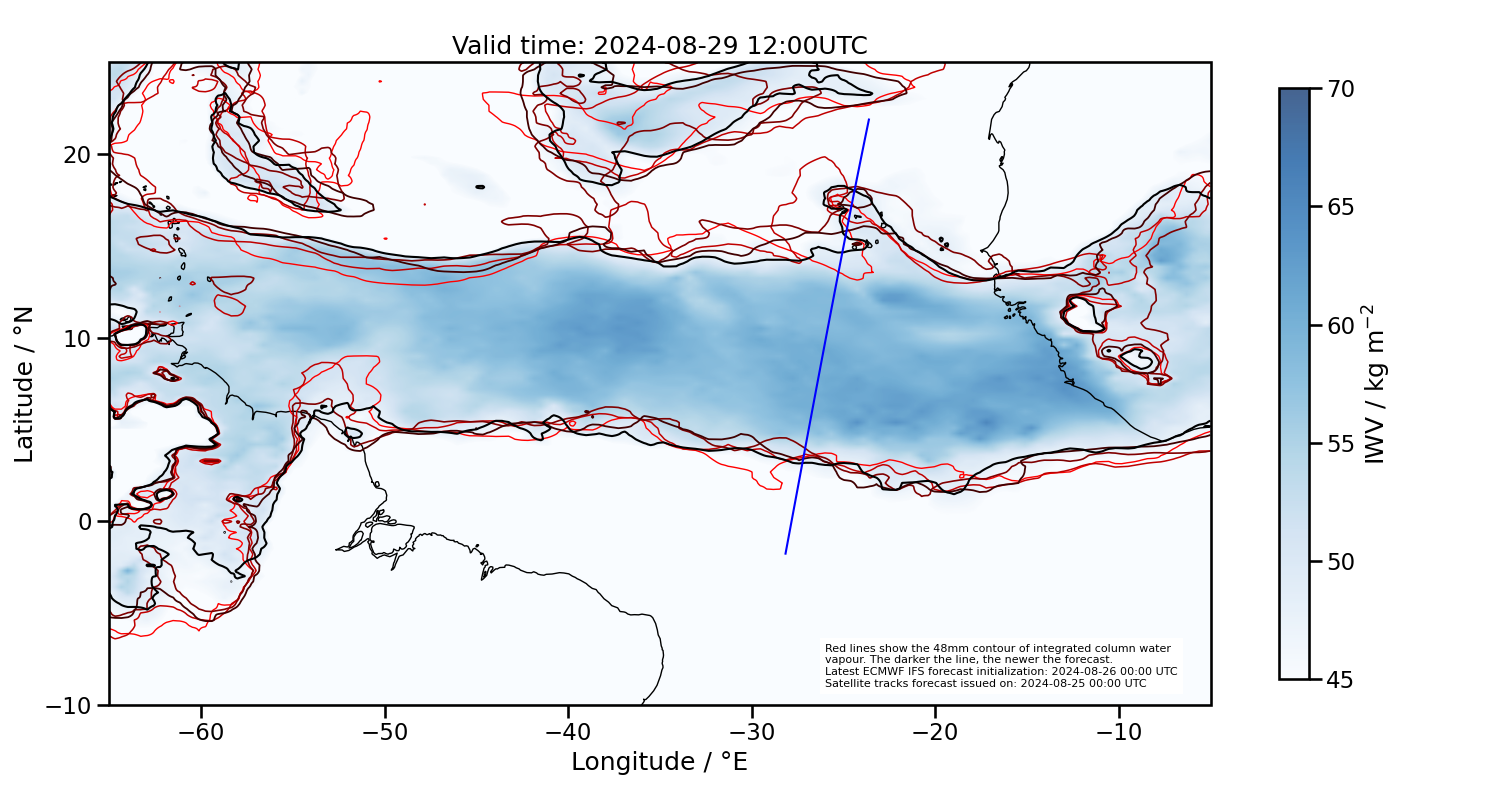 Valid time: 2024-08-29 12:00UTC
20
10
0
−10
Latitude / °N
−60
−50
−40
−30
−20
−10
Longitude / °E
70
65
60
55
50
45
IWV / kg m⁻²
Red lines show the 48mm contour of integrated column water
vapour. The darker the line, the newer the forecast.
Latest ECMWF IFS forecast initialization: 2024-08-26 00:00 UTC
Satellite tracks forecast issued on: 2024-08-25 00:00 UTC